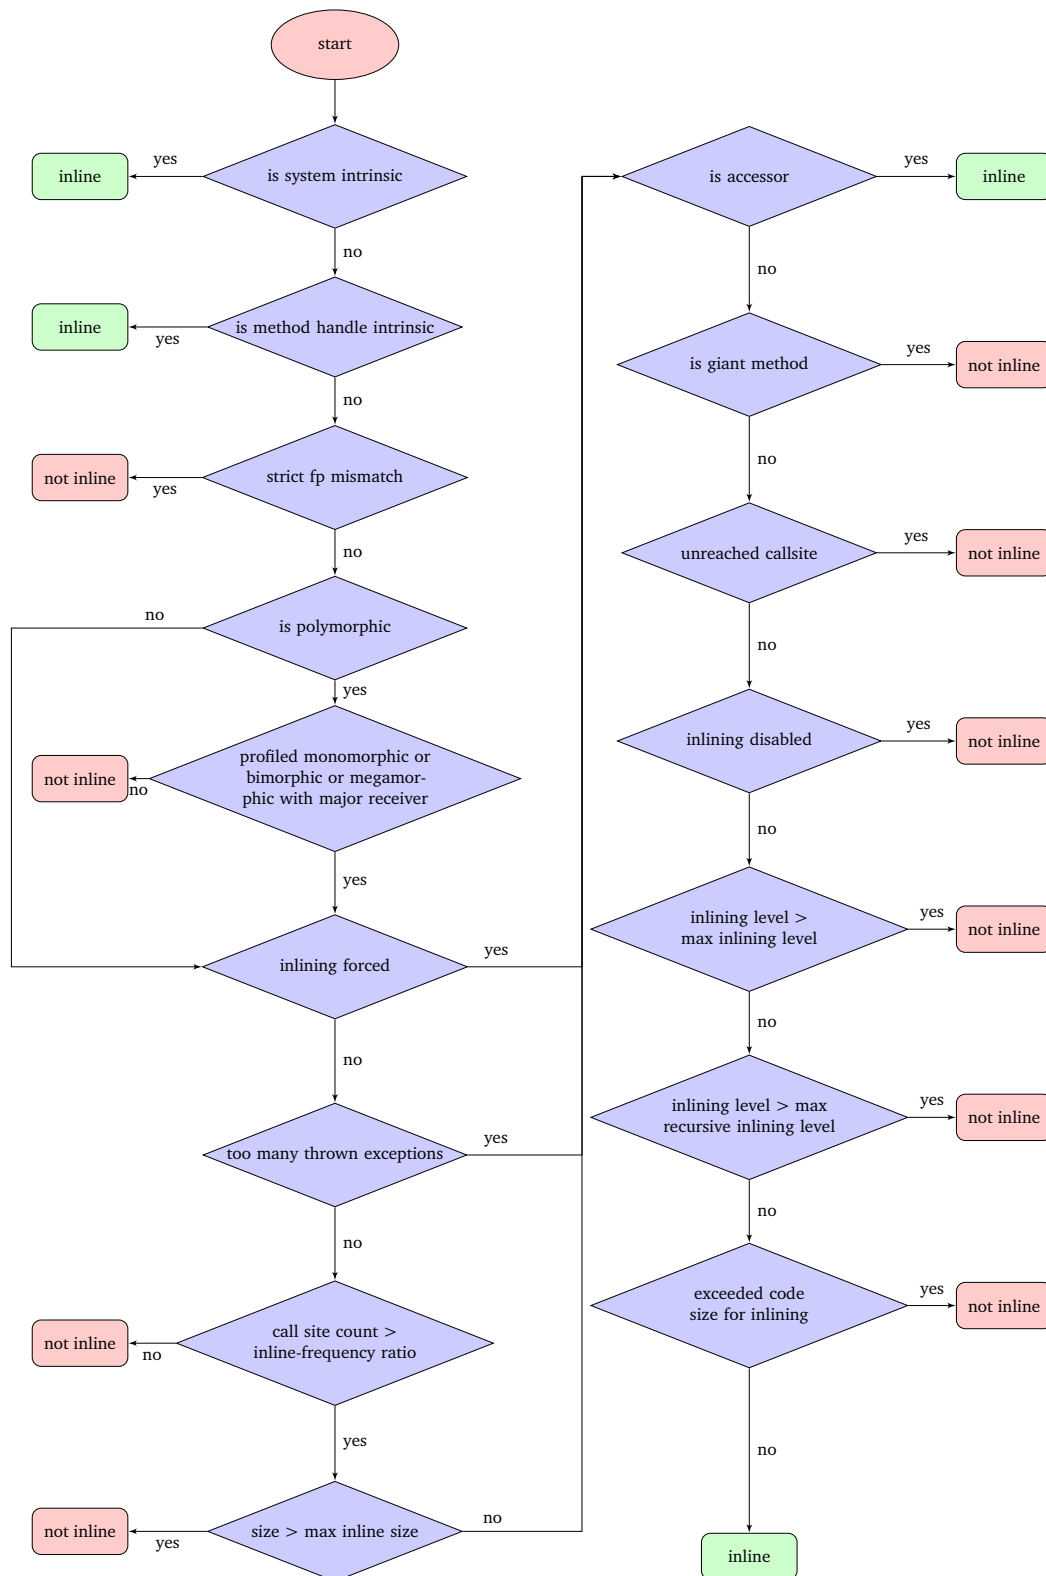 start
yes
inline
is system intrinsic
no
inline
yes
is method handle intrinsic
no
not inline
yes
strict fp mismatch
no
no
is polymorphic
yes
not inline
no
profiled monomorphic or
bimorphic or megamor-
phic with major receiver
yes
inlining forced
yes
no
too many thrown exceptions
yes
no
not inline
no
call site count >
inline-frequency ratio
yes
not inline
yes
size > max inline size
no
is accessor
yes
inline
no
is giant method
yes
not inline
no
unreached callsite
yes
not inline
no
inlining disabled
yes
not inline
no
inlining level >
max inlining level
yes
not inline
no
inlining level > max
recursive inlining level
yes
not inline
no
exceeded code
size for inlining
yes
not inline
no
inline